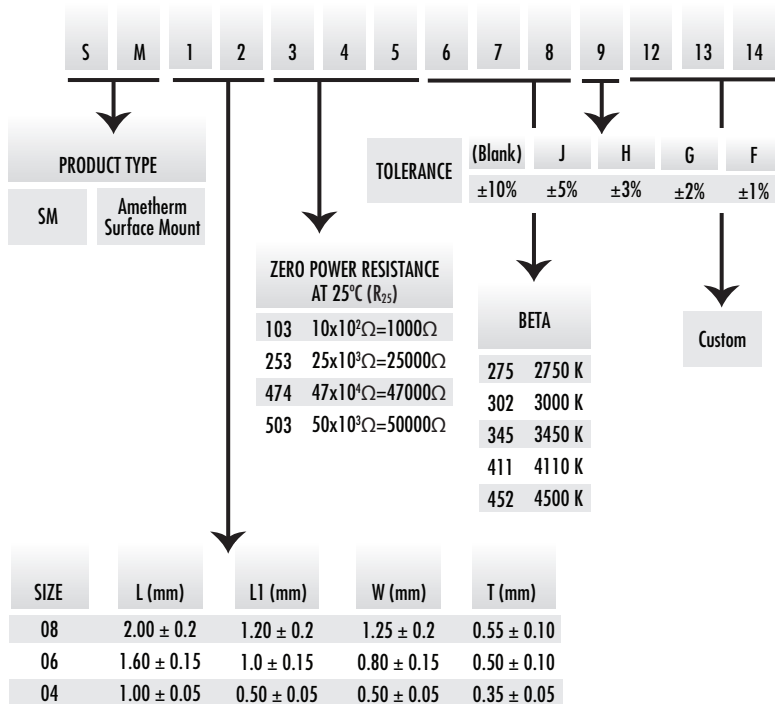 S M 1 2 3 4 5 6 7 8 9 12 13 14
PRODUCT TYPE
SM Ametherm Surface Mount
TOLERANCE (Blank) J H G F
±10% ±5% ±3% ±2% ±1%
ZERO POWER RESISTANCE
AT 25ºC (R₂₅)
103 10x10²Ω=1000Ω
253 25x10³Ω=25000Ω
474 47x10⁴Ω=47000Ω
503 50x10³Ω=50000Ω
BETA
275 2750 K
302 3000 K
345 3450 K
411 4110 K
452 4500 K
Custom
SIZE L (mm) L1 (mm) W (mm) T (mm)
08 2.00 ± 0.2 1.20 ± 0.2 1.25 ± 0.2 0.55 ± 0.10
06 1.60 ± 0.15 1.0 ± 0.15 0.80 ± 0.15 0.50 ± 0.10
04 1.00 ± 0.05 0.50 ± 0.05 0.50 ± 0.05 0.35 ± 0.05